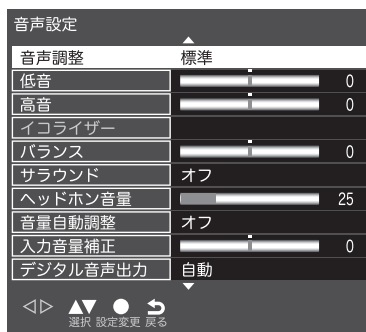 音声設定
音声調整 標準
低音 0
高音 0
イコライザー
バランス 0
サラウンド オフ
ヘッドホン音量 25
音量自動調整 オフ
入力音量補正 0
デジタル音声出力 自動
選択 設定変更 戻る